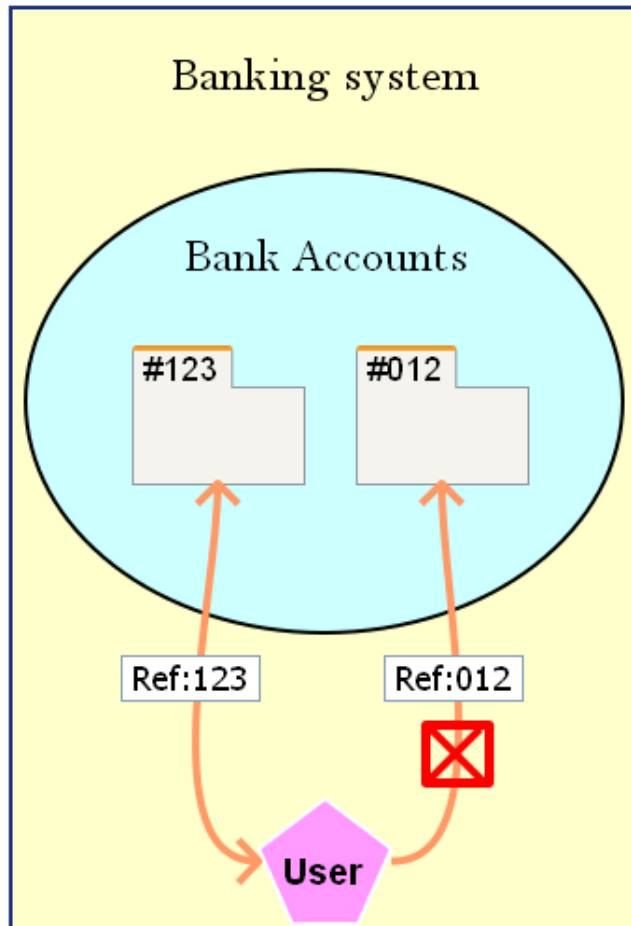 Banking system
Bank Accounts
#123
#012
Ref:123
Ref:012
User